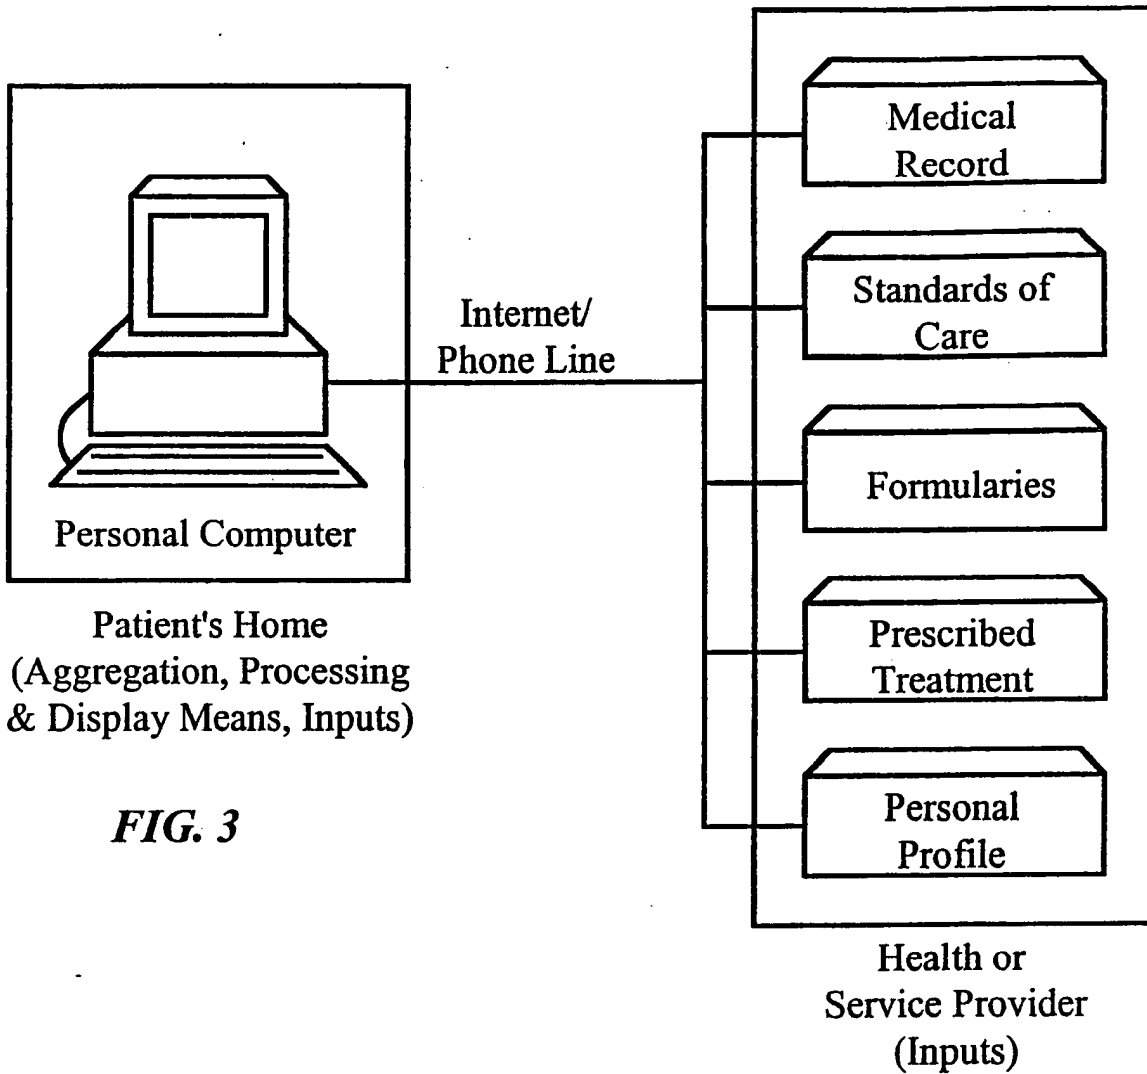 Medical
Record
Standards of
Care
Internet/
Phone Line
Formularies
Personal Computer
Patient's Home
(Aggregation, Processing
& Display Means, Inputs)
Prescribed
Treatment
Personal
Profile
FIG. 3
Health or
Service Provider
(Inputs)